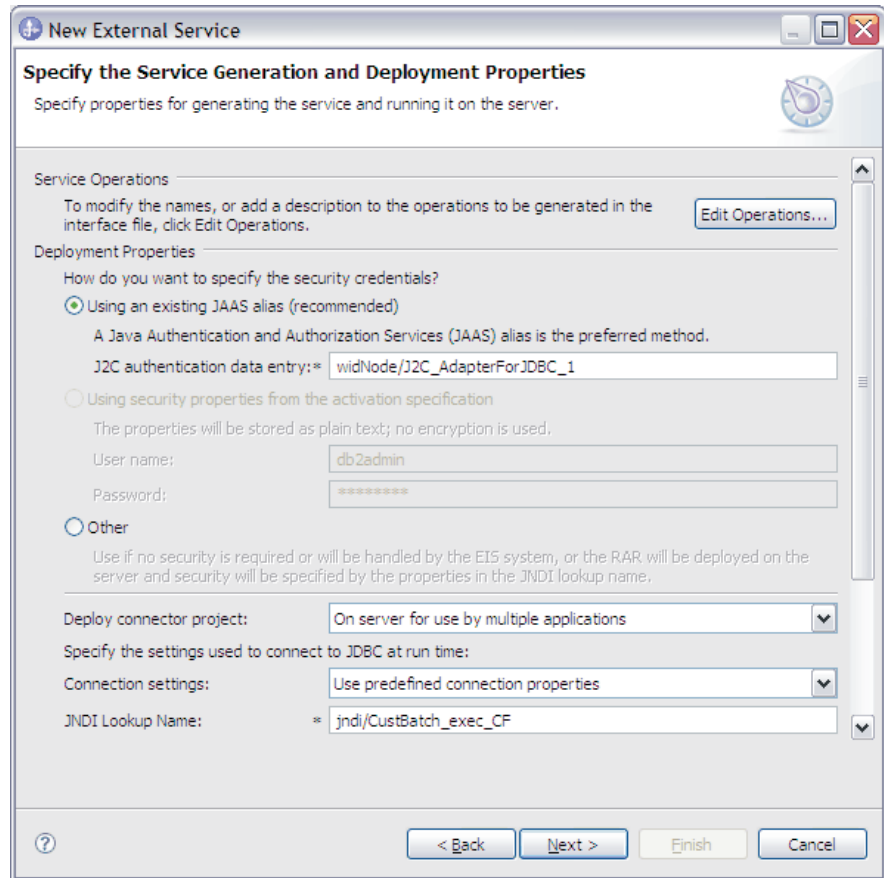 New External Service
Specify the Service Generation and Deployment Properties
Specify properties for generating the service and running it on the server.
Service Operations
To modify the names, or add a description to the operations to be generated in the
interface file, click Edit Operations.
Edit Operations...
Deployment Properties
How do you want to specify the security credentials?
Using an existing JAAS alias (recommended)
A Java Authentication and Authorization Services (JAAS) alias is the preferred method.
J2C authentication data entry:* widNode/J2C_AdapterForJDBC_1
Using security properties from the activation specification
The properties will be stored as plain text; no encryption is used.
User name: db2admin
Password: ********
Other
Use if no security is required or will be handled by the EIS system, or the RAR will be deployed on the
server and security will be specified by the properties in the JNDI lookup name.
Deploy connector project: On server for use by multiple applications
Specify the settings used to connect to JDBC at run time:
Connection settings: Use predefined connection properties
JNDI Lookup Name: * jndi/CustBatch_exec_CF
? < Back Next > Finish Cancel